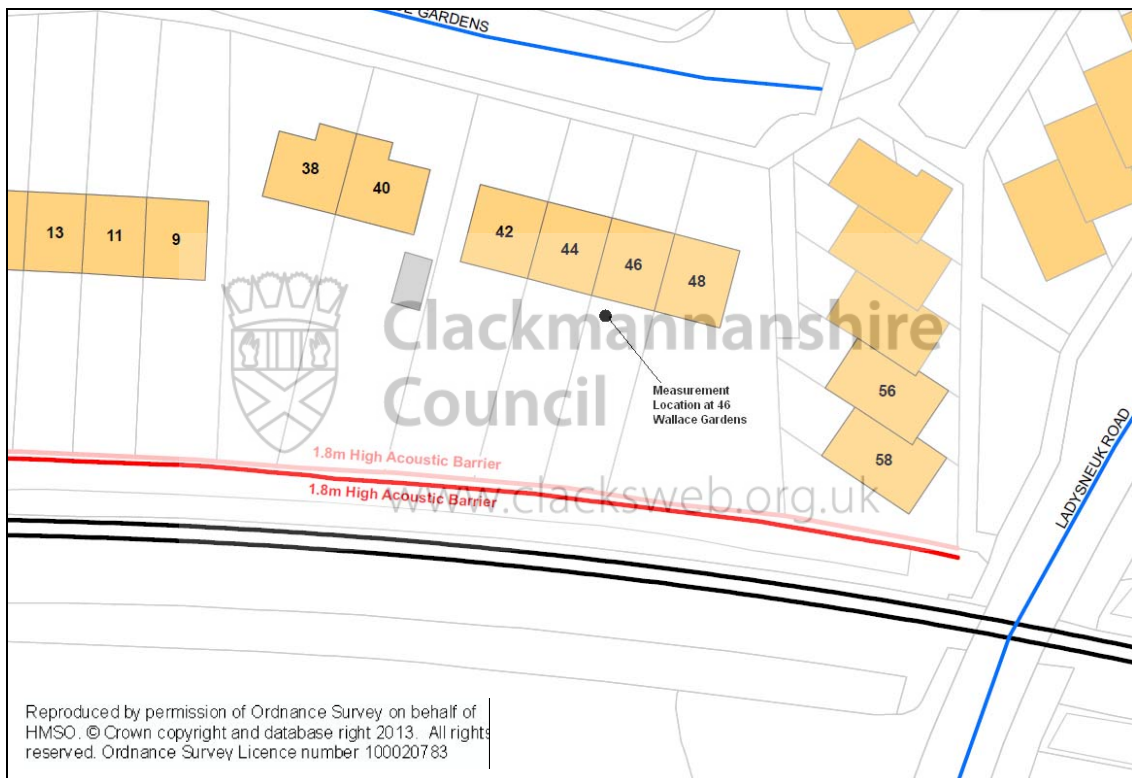 GARDENS
38
40
13
11
9
42
44
46
48
Clackmannanshire
Council
Measurement
Location at 46
Wallace Gardens
56
58
LADYSNEUK ROAD
1.8m High Acoustic Barrier
1.8m High Acoustic Barrier
www.clacksweb.org.uk
Reproduced by permission of Ordnance Survey on behalf of
HMSO. © Crown copyright and database right 2013. All rights
reserved. Ordnance Survey Licence number 100020783